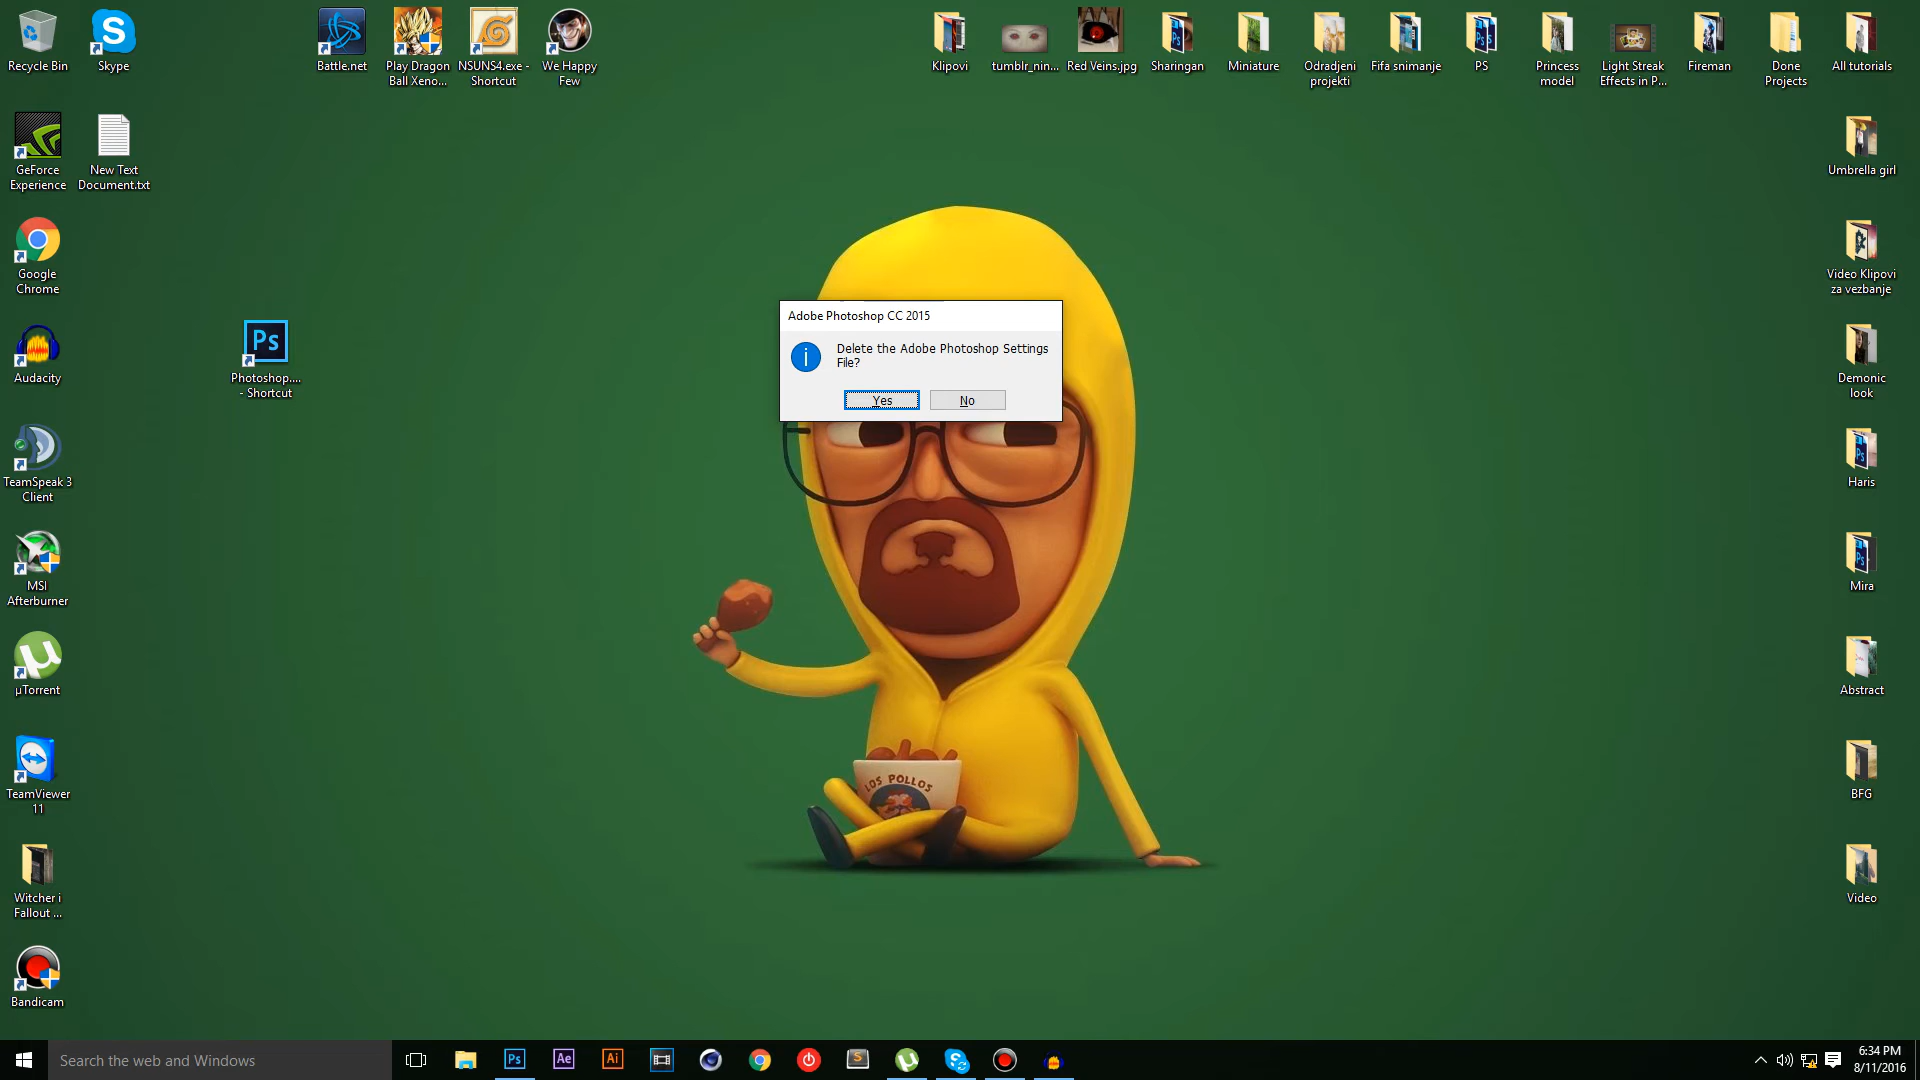 Recycle Bin
Skype
Battle.net
Play Dragon
Ball Xeno...
NSUNS4.exe -
Shortcut
We Happy
Few
Klipovi
tumblr_nin...
Red Veins.jpg
Sharingan
Miniature
Odradjeni
projekti
Fifa snimanje
PS
Princess
model
Light Streak
Effects in P...
Fireman
Done
Projects
All tutorials
GeForce
Experience
New Text
Document.txt
Umbrella girl
Google
Chrome
Video Klipovi
za vezbanje
Adobe Photoshop CC 2015
Delete the Adobe Photoshop Settings
File?
Yes
No
Audacity
Ps
Photoshop....
- Shortcut
Demonic
look
TeamSpeak 3
Client
Haris
MSI
Afterburner
Mira
µTorrent
Abstract
TeamViewer
11
LOS POLLOS
BFG
Witcher i
Fallout ...
Video
Bandicam
Search the web and Windows
Ps
Ae
Ai
S
6:34 PM
8/11/2016